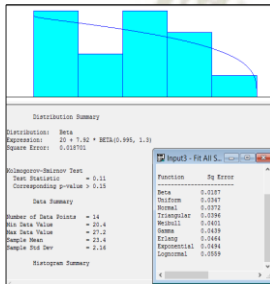 Distribution Summary
Distribution: Beta
Expression: 20 + 7.92 * BETA(0.995, 1.3)
Square Error: 0.018701
Kolmogorov-Smirnov Test
Test Statistic = 0.11
Corresponding p-value > 0.15
Data Summary
Number of Data Points = 14
Min Data Value = 20.4
Max Data Value = 27.2
Sample Mean = 23.4
Sample Std Dev = 2.16
Histogram Summary
Input3 - Fit All S...
Function Sq Error
Beta 0.0187
Uniform 0.0347
Normal 0.0372
Triangular 0.0396
Weibull 0.0401
Gamma 0.0439
Erlang 0.0464
Exponential 0.0494
Lognormal 0.0559